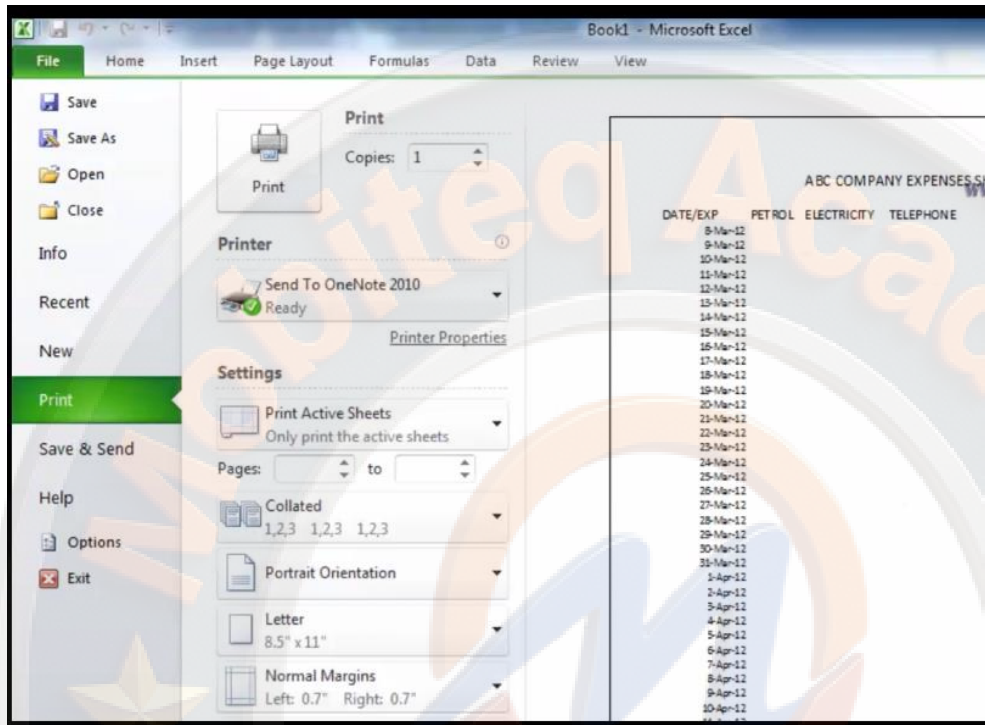 Book1 - Microsoft Excel
File Home Insert Page Layout Formulas Data Review View
Save
Save As
Open
Close
Info
Recent
New
Print
Save & Send
Help
Options
Exit
Print
Print
Copies: 1
Printer
Send To OneNote 2010
Ready
Printer Properties
Settings
Print Active Sheets
Only print the active sheets
Pages: to
Collated
1,2,3 1,2,3 1,2,3
Portrait Orientation
Letter
8.5" x 11"
Normal Margins
Left: 0.7" Right: 0.7"
ABC COMPANY EXPENSES
DATE/EXP PETROL ELECTRICITY TELEPHONE
8-Mar-12
9-Mar-12
10-Mar-12
11-Mar-12
12-Mar-12
13-Mar-12
14-Mar-12
15-Mar-12
16-Mar-12
17-Mar-12
18-Mar-12
19-Mar-12
20-Mar-12
21-Mar-12
22-Mar-12
23-Mar-12
24-Mar-12
25-Mar-12
26-Mar-12
27-Mar-12
28-Mar-12
29-Mar-12
30-Mar-12
31-Mar-12
1-Apr-12
2-Apr-12
3-Apr-12
4-Apr-12
5-Apr-12
6-Apr-12
7-Apr-12
8-Apr-12
9-Apr-12
10-Apr-12
Mobiteq Acad